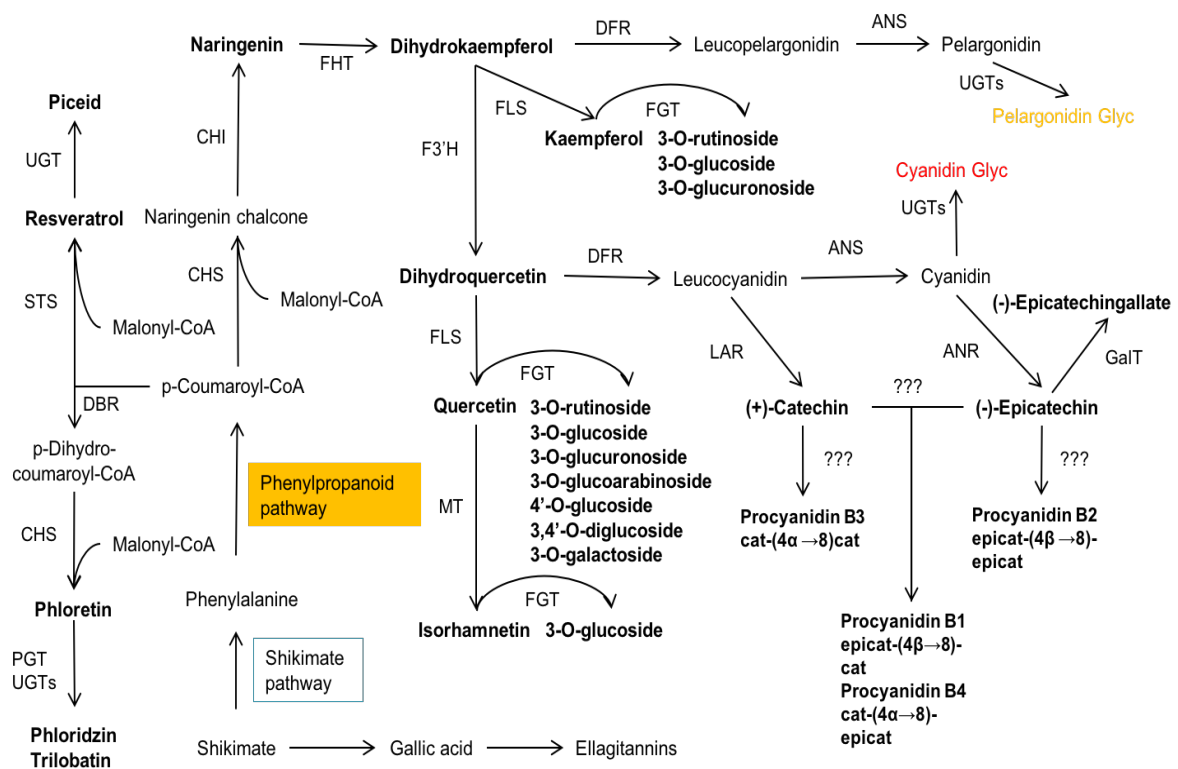 Naringenin
FHT
Dihydrokaempferol
DFR
Leucopelargonidin
ANS
Pelargonidin
UGTs
Pelargonidin Glyc
Piceid
UGT
Resveratrol
CHI
Naringenin chalcone
FLS
FGT
Kaempferol
3-O-rutinoside
3-O-glucoside
3-O-glucuronoside
F3’H
Cyanidin Glyc
UGTs
STS
Malonyl-CoA
CHS
Malonyl-CoA
Dihydroquercetin
DFR
Leucocyanidin
ANS
Cyanidin
(-)-Epicatechingallate
FLS
LAR
ANR
GalT
p-Coumaroyl-CoA
DBR
FGT
Quercetin
3-O-rutinoside
3-O-glucoside
3-O-glucuronoside
3-O-glucoarabinoside
4’-O-glucoside
3,4’-O-diglucoside
3-O-galactoside
(+)-Catechin
???
(-)-Epicatechin
p-Dihydro-
coumaroyl-CoA
Phenylpropanoid
pathway
MT
???
???
Procyanidin B3
cat-(4α→8)cat
Procyanidin B2
epicat-(4β→8)-
epicat
CHS
Malonyl-CoA
Phloretin
Phenylalanine
FGT
Isorhamnetin
3-O-glucoside
Procyanidin B1
epicat-(4β→8)-
cat
Procyanidin B4
cat-(4α→8)-
epicat
PGT
UGTs
Shikimate
pathway
Phloridzin
Trilobatin
Shikimate
Gallic acid
Ellagitannins